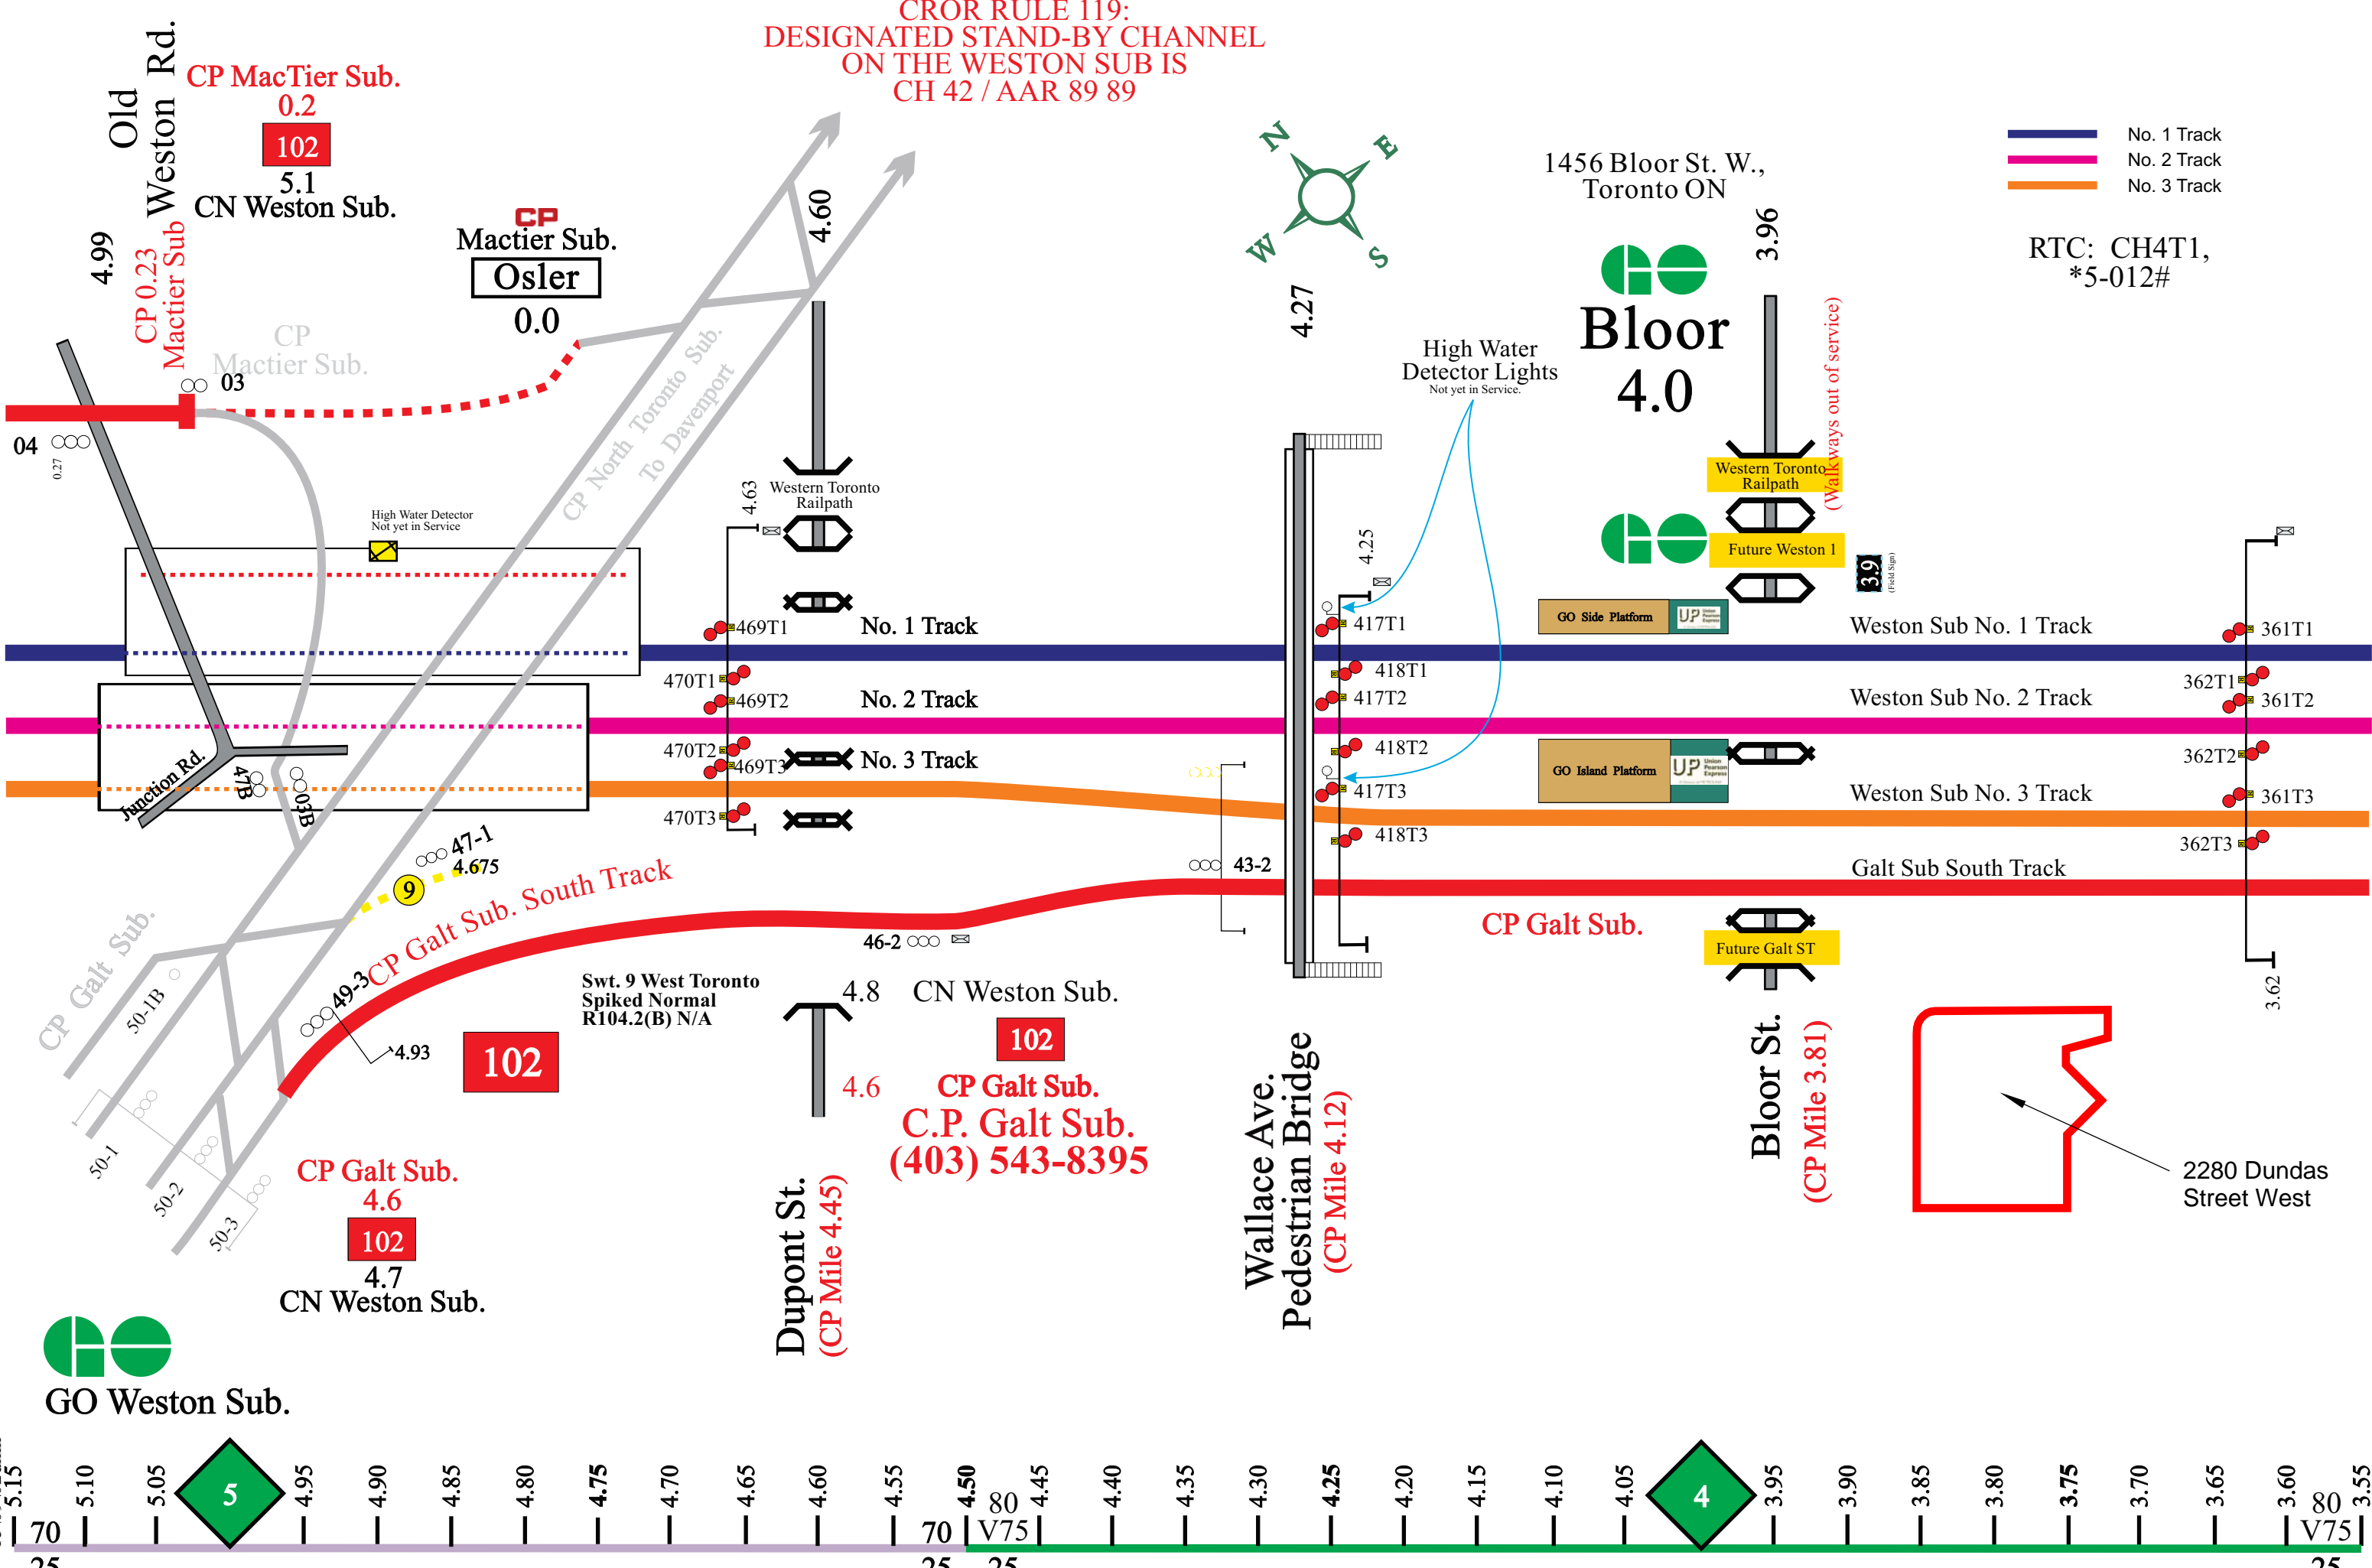 CROR RULE 119:
DESIGNATED STAND-BY CHANNEL
ON THE WESTON SUB IS
CH 42 / AAR 89 89
Old
Weston Rd.
4.99
CP 0.23
Mactier Sub
CP MacTier Sub.
0.2
102
5.1
CN Weston Sub.
CP
Mactier Sub.
Osler
0.0
CP
Mactier Sub.
03
04
0.27
CP North Toronto Sub.
To Davenport
4.60
N
E
W
S
4.27
1456 Bloor St. W.,
Toronto ON
Bloor
4.0
3.96
(Walkways out of service)
No. 1 Track
No. 2 Track
No. 3 Track
RTC: CH4T1,
*5-012#
High Water
Detector Lights
Not yet in Service.
High Water Detector
Not yet in Service
4.63
Western Toronto
Railpath
4.25
Western Toronto
Railpath
Future Weston 1
3.9
(Field Sign)
GO Side Platform
UP
Union
Pearson
Express
469T1
No. 1 Track
417T1
Weston Sub No. 1 Track
361T1
470T1
469T2
No. 2 Track
418T1
417T2
Weston Sub No. 2 Track
362T1
361T2
470T2
469T3
No. 3 Track
418T2
417T3
GO Island Platform
UP
Union
Pearson
Express
Weston Sub No. 3 Track
362T2
361T3
470T3
418T3
362T3
Junction Rd.
47B
03B
47-1
4.675
9
CP Galt Sub. South Track
43-2
Galt Sub South Track
CP Galt Sub.
50-1B
49-3
4.93
46-2
CP Galt Sub.
Future Galt ST
3.62
102
Swt. 9 West Toronto
Spiked Normal
R104.2(B) N/A
4.8
CN Weston Sub.
102
4.6
CP Galt Sub.
C.P. Galt Sub.
(403) 543-8395
50-1
50-2
50-3
CP Galt Sub.
4.6
102
4.7
CN Weston Sub.
Dupont St.
(CP Mile 4.45)
Wallace Ave.
Pedestrian Bridge
(CP Mile 4.12)
Bloor St.
(CP Mile 3.81)
2280 Dundas
Street West
GO Weston Sub.
5.15
5.10
5.05
5
4.95
4.90
4.85
4.80
4.75
4.70
4.65
4.60
4.55
4.50
4.45
4.40
4.35
4.30
4.25
4.20
4.15
4.10
4.05
4
3.95
3.90
3.85
3.80
3.75
3.70
3.65
3.60
3.55
70
70
80
V75
80
V75
25
25
25
25